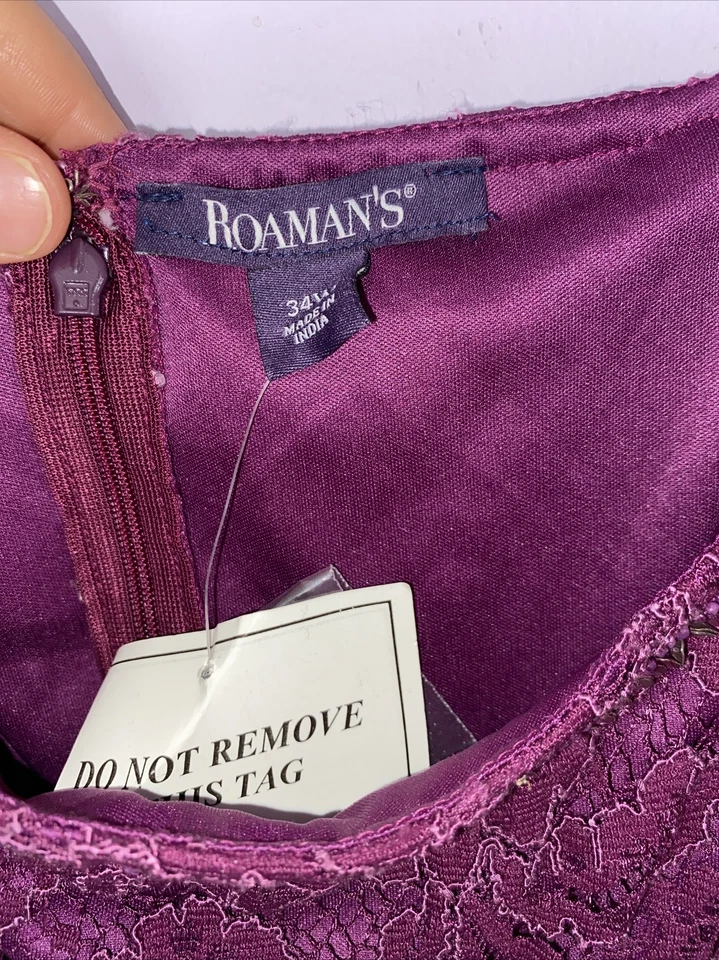 ROAMAN'S®
34W
MADE IN
INDIA
DO NOT REMOVE
THIS TAG